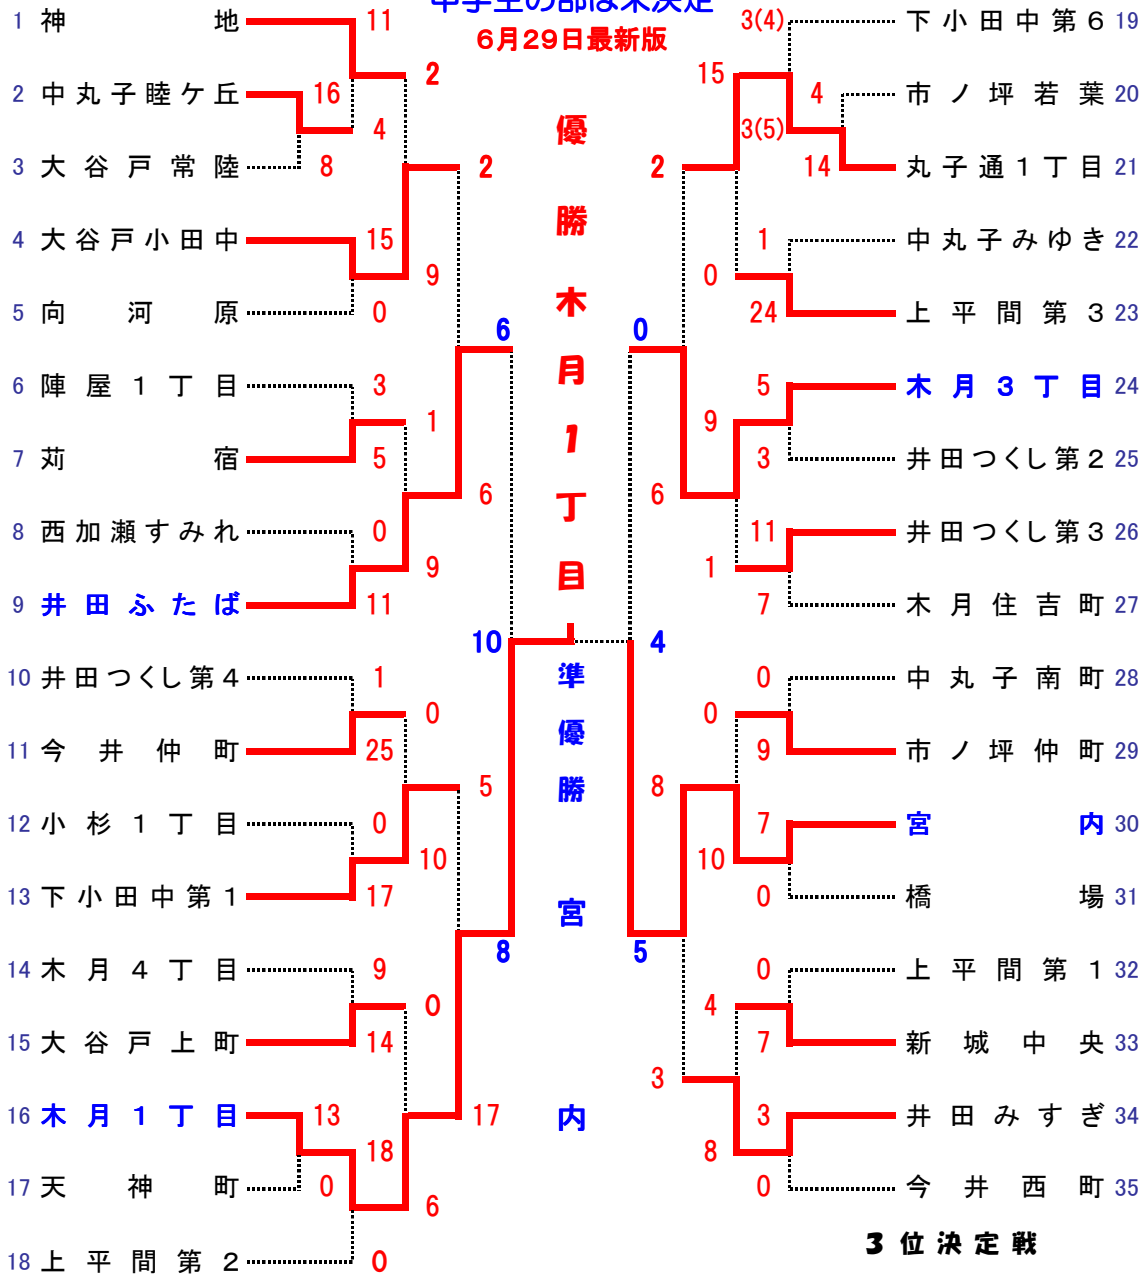 中学生の部は未決定
6月29日最新版
1 神地 11
2
2 中丸子睦ケ丘 16
4
3 大谷戸常陸 8
2
4 大谷戸小田中 15
9
5 向河原 0
6
6 陣屋1丁目 3
1
7 苅宿 5
6
8 西加瀬すみれ 0
9
9 井田ふたば 11
10
10 井田つくし第4 1
0
11 今井仲町 25
5
12 小杉1丁目 0
10
13 下小田中第1 17
8
14 木月4丁目 9
0
15 大谷戸上町 14
17
16 木月1丁目 13
18
17 天神町 0
6
18 上平間第2 0
優勝木月1丁目
準優勝
宮内
3(4) 下小田中第6 19
15
4 市ノ坪若葉 20
3(5)
14 丸子通1丁目 21
2
1 中丸子みゆき 22
0
24 上平間第3 23
0
5 木月3丁目 24
9
3 井田つくし第2 25
6
11 井田つくし第3 26
1
7 木月住吉町 27
4
0 中丸子南町 28
0
9 市ノ坪仲町 29
8
7 宮内 30
10
0 橋場 31
5
0 上平間第1 32
4
7 新城中央 33
3
3 井田みすぎ 34
8
0 今井西町 35
3位決定戦